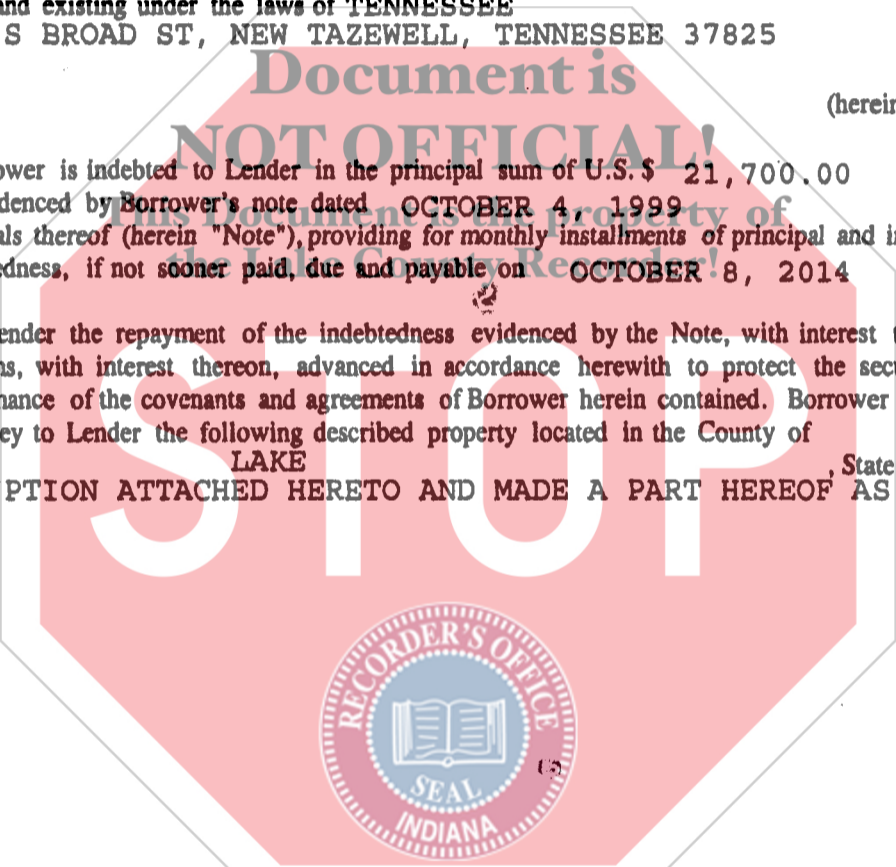 and existing under the laws of TENNESSEE
S BROAD ST, NEW TAZEWELL, TENNESSEE 37825
Document is
(herein
NOT OFFICIAL!
ower is indebted to Lender in the principal sum of U.S. $ 21,700.00
denced by Borrower's note dated OCTOBER 4, 1999
This Document is the property of
als thereof (herein "Note"), providing for monthly installments of principal and i
the Lake County Recorder!
edness, if not sooner paid, due and payable on OCTOBER 8, 2014
ender the repayment of the indebtedness evidenced by the Note, with interest
ns, with interest thereon, advanced in accordance herewith to protect the sec
nance of the covenants and agreements of Borrower herein contained. Borrower
ey to Lender the following described property located in the County of
LAKE , State
PTION ATTACHED HERETO AND MADE A PART HEREOF AS
STOP
RECORDER'S OFFICE
SEAL
INDIANA